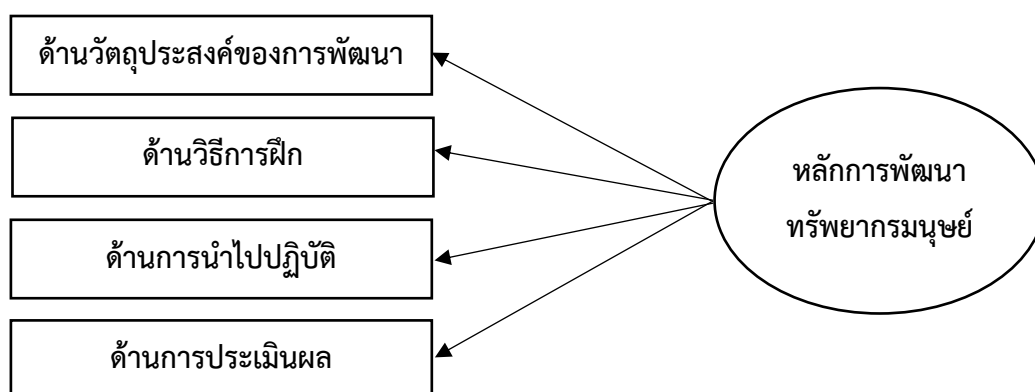 ด้านวัตถุประสงค์ของการพัฒนา
ด้านวิธีการฝึก
ด้านการนำไปปฏิบัติ
ด้านการประเมินผล
หลักการพัฒนา
ทรัพยากรมนุษย์